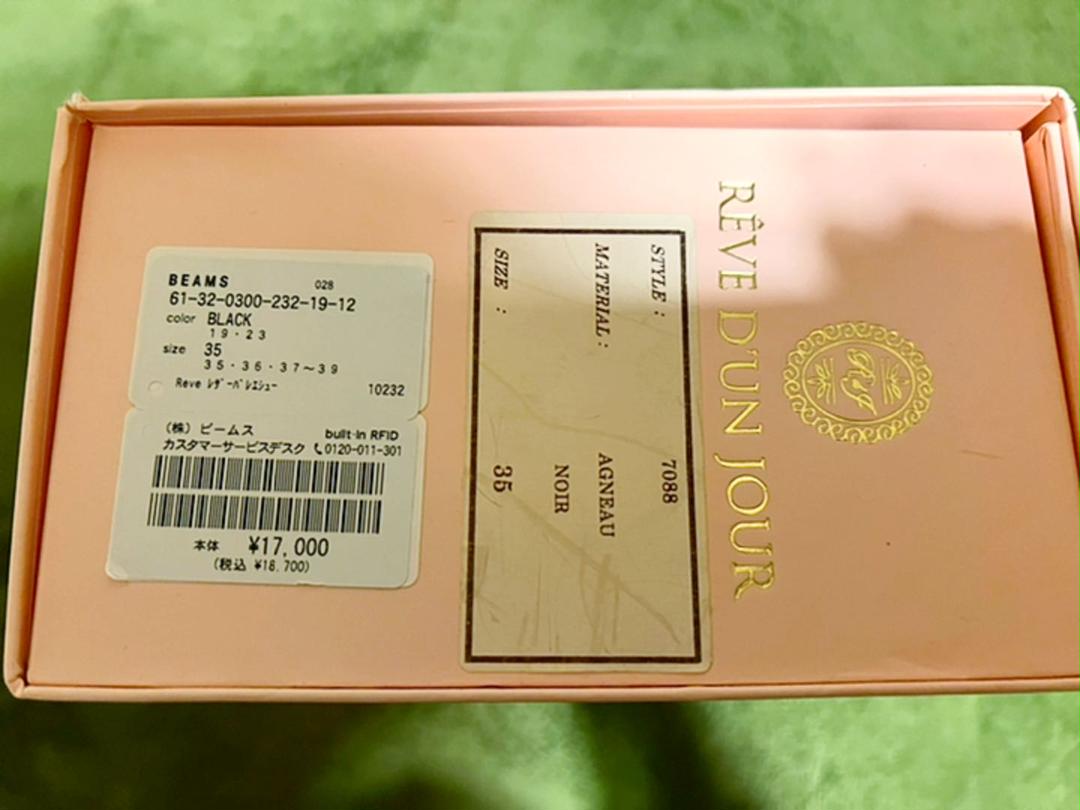 BEAMS 028
61-32-0300-232-19-12
color BLACK
19・23
size 35
35・36・37〜39
Reve レザーバレエシュー 10232
(株) ビームス built-in RFID
カスタマーサービスデスク 0120-011-301
本体 ¥17,000
(税込 ¥18,700)
STYLE : 7088
MATERIAL : AGNEAU
NOIR
SIZE : 35
RÊVE D'UN JOUR